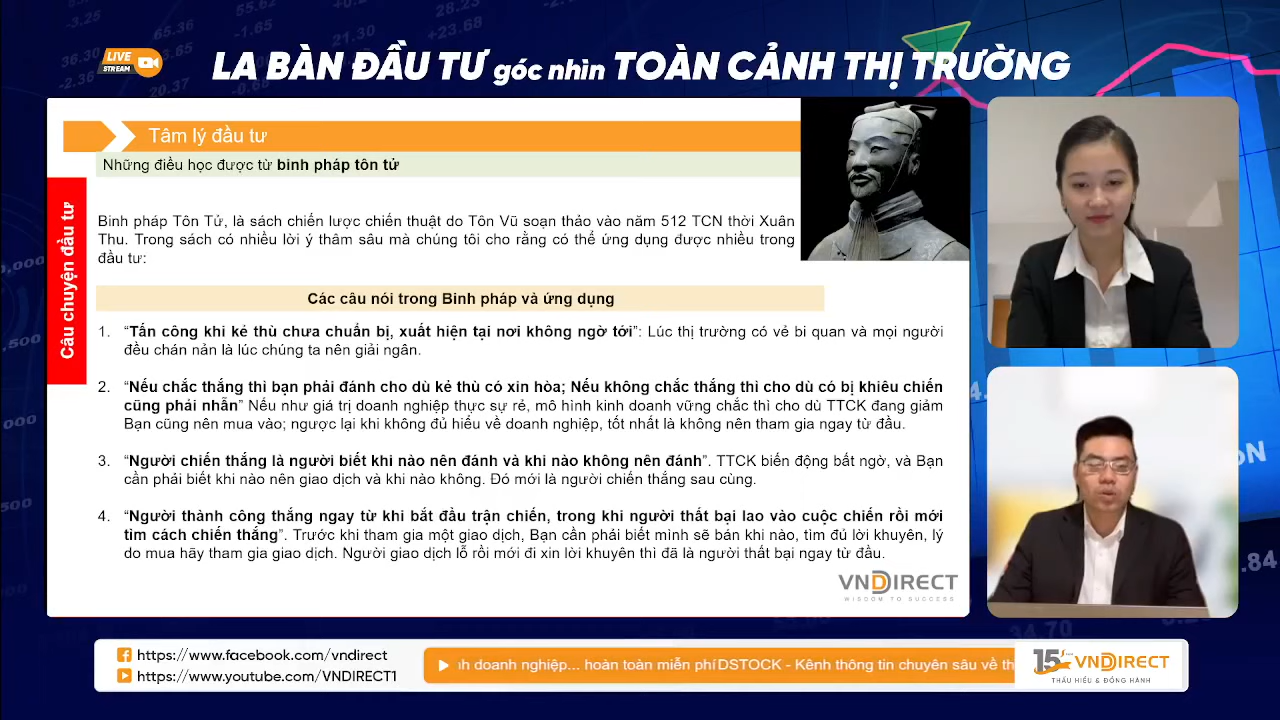 LIVE
STREAM
LA BÀN ĐẦU TƯ góc nhìn TOÀN CẢNH THỊ TRƯỜNG
Tâm lý đầu tư
Những điều học được từ binh pháp tôn tử
Câu chuyện đầu tư
Binh pháp Tôn Tử, là sách chiến lược chiến thuật do Tôn Vũ soạn thảo vào năm 512 TCN thời Xuân
Thu. Trong sách có nhiều lời ý thâm sâu mà chúng tôi cho rằng có thể ứng dụng được nhiều trong
đầu tư:
Các câu nói trong Binh pháp và ứng dụng
1. “Tấn công khi kẻ thù chưa chuẩn bị, xuất hiện tại nơi không ngờ tới”: Lúc thị trường có vẻ bi quan và mọi người
đều chán nản là lúc chúng ta nên giải ngân.
2. “Nếu chắc thắng thì bạn phải đánh cho dù kẻ thù có xin hòa; Nếu không chắc thắng thì cho dù có bị khiêu chiến
cũng phải nhẫn” Nếu như giá trị doanh nghiệp thực sự rẻ, mô hình kinh doanh vững chắc thì cho dù TTCK đang giảm
Bạn cũng nên mua vào; ngược lại khi không đủ hiểu về doanh nghiệp, tốt nhất là không nên tham gia ngay từ đầu.
3. “Người chiến thắng là người biết khi nào nên đánh và khi nào không nên đánh”. TTCK biến động bất ngờ, và Bạn
cần phải biết khi nào nên giao dịch và khi nào không. Đó mới là người chiến thắng sau cùng.
4. “Người thành công thắng ngay từ khi bắt đầu trận chiến, trong khi người thất bại lao vào cuộc chiến rồi mới
tìm cách chiến thắng”. Trước khi tham gia một giao dịch, Bạn cần phải biết mình sẽ bán khi nào, tìm đủ lời khuyên, lý
do mua hãy tham gia giao dịch. Người giao dịch lỗ rồi mới đi xin lời khuyên thì đã là người thất bại ngay từ đầu.
VNDIRECT
WISDOM TO SUCCESS
https://www.facebook.com/vndirect
https://www.youtube.com/VNDIRECT1
doanh nghiệp... hoàn toàn miễn phí DSTOCK - Kênh thông tin chuyên sâu về
15 VNDIRECT
THẤU HIỂU & ĐỒNG HÀNH